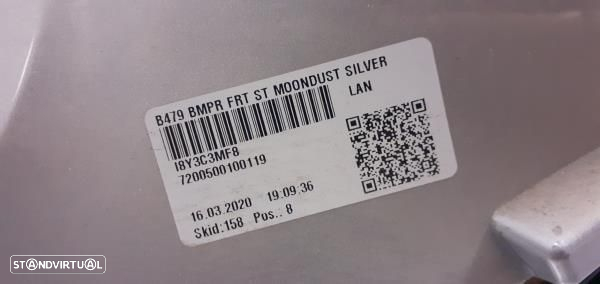 B479 BMPR FRT ST MOONDUST SILVER
LAN
I8Y3C3MF8
7200500100119
16.03.2020 19:09:36
Skid:158 Pos.: 8
STANDVIRTUAL